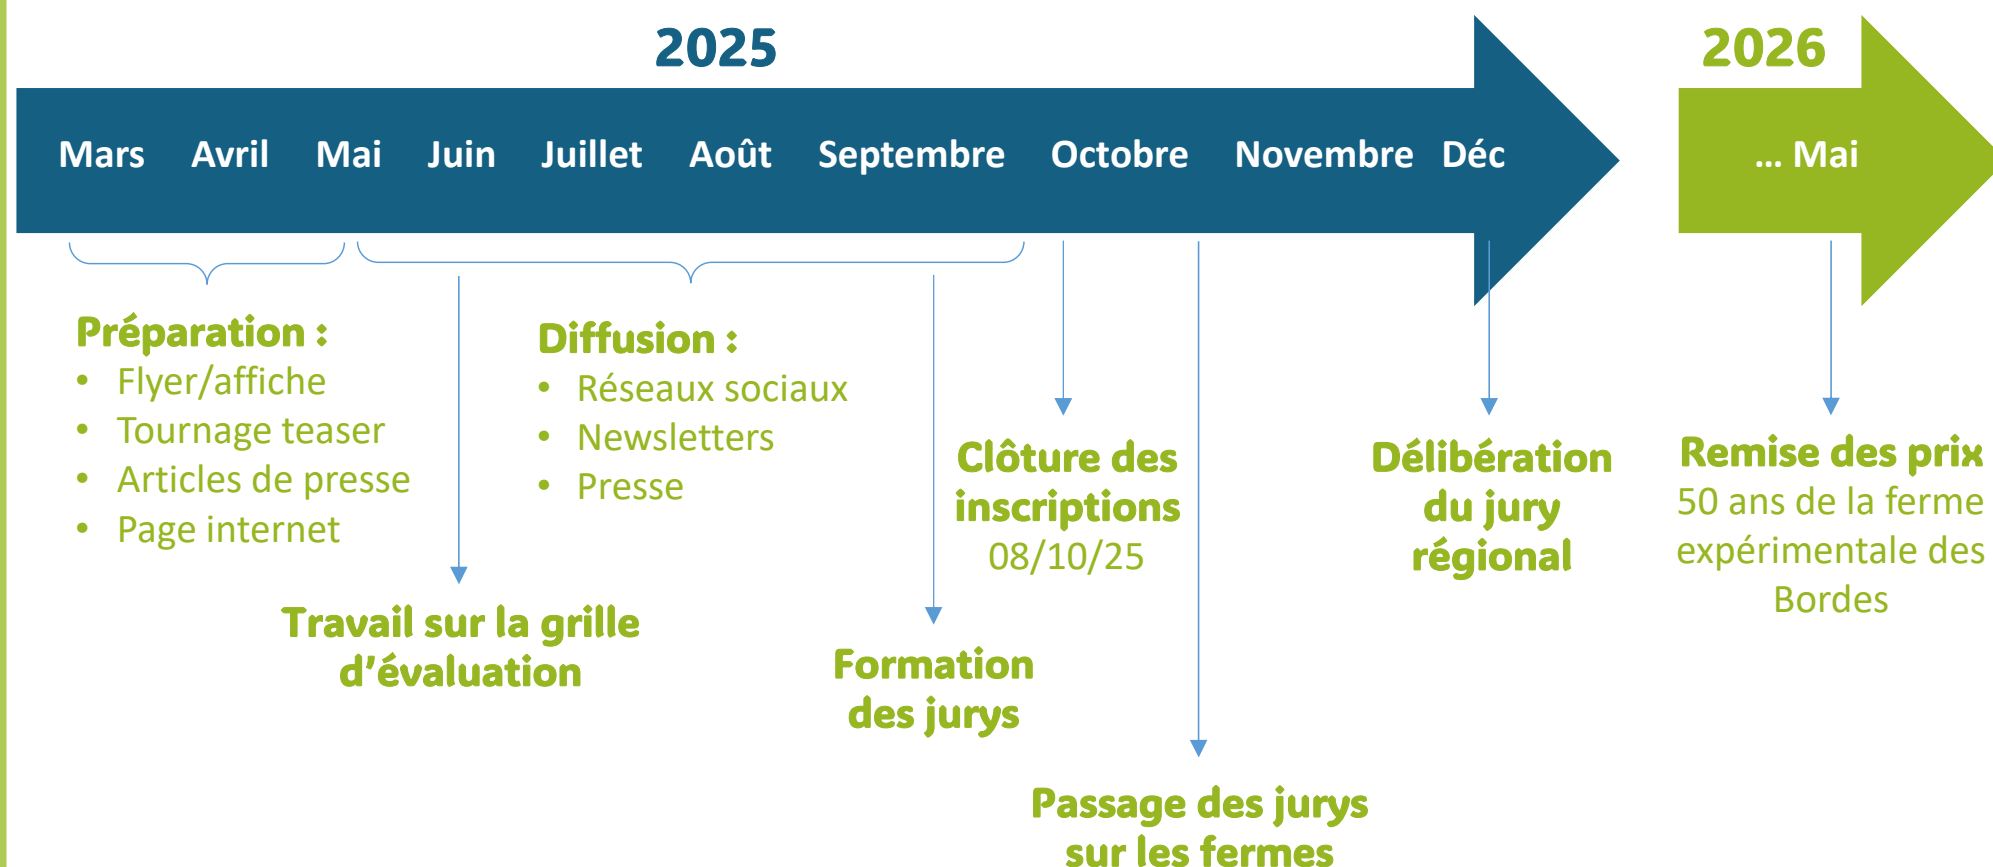 2025
2026
Mars Avril Mai Juin Juillet Août Septembre Octobre Novembre Déc
... Mai
Préparation :
• Flyer/affiche
• Tournage teaser
• Articles de presse
• Page internet
Travail sur la grille
d'évaluation
Diffusion :
• Réseaux sociaux
• Newsletters
• Presse
Formation
des jurys
Clôture des
inscriptions
08/10/25
Passage des jurys
sur les fermes
Délibération
du jury
régional
Remise des prix
50 ans de la ferme
expérimentale des
Bordes